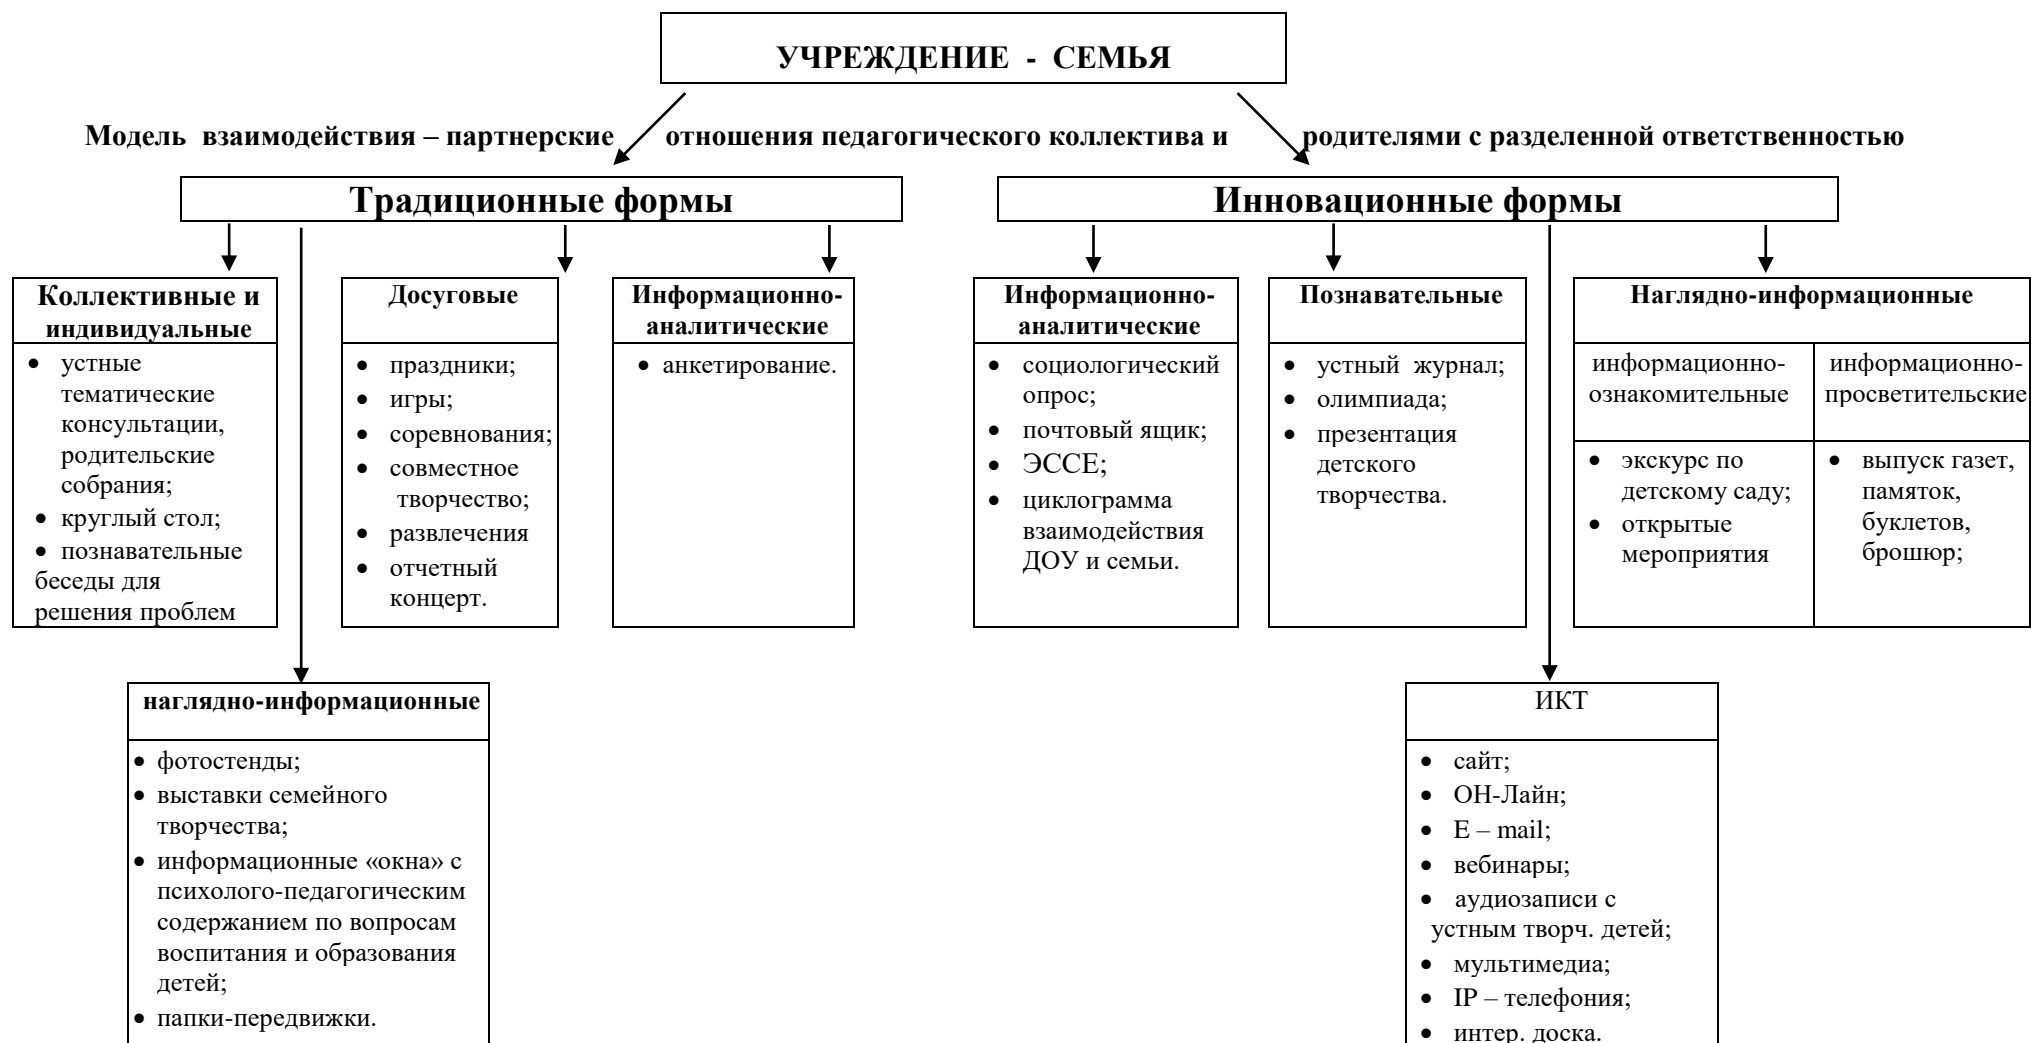 УЧРЕЖДЕНИЕ - СЕМЬЯ
Модель взаимодействия – партнерские отношения педагогического коллектива и родителями с разделенной ответственностью
Традиционные формы
Инновационные формы
Коллективные и
индивидуальные
• устные
тематические
консультации,
родительские
собрания;
• круглый стол;
• познавательные
беседы для
решения проблем
Досуговые
• праздники;
• игры;
• соревнования;
• совместное
творчество;
• развлечения
• отчетный
концерт.
Информационно-
аналитические
• анкетирование.
Информационно-
аналитические
• социологический
опрос;
• почтовый ящик;
• ЭССЕ;
• циклограмма
взаимодействия
ДОУ и семьи.
Познавательные
• устный журнал;
• олимпиада;
• презентация
детского
творчества.
Наглядно-информационные
информационно-
ознакомительные
• экскурс по
детскому саду;
• открытые
мероприятия
информационно-
просветительские
• выпуск газет,
памяток,
буклетов,
брошюр;
наглядно-информационные
• фотостенды;
• выставки семейного
творчества;
• информационные «окна» с
психолого-педагогическим
содержанием по вопросам
воспитания и образования
детей;
• папки-передвижки.
ИКТ
• сайт;
• ОН-Лайн;
• E – mail;
• вебинары;
• аудиозаписи с
устным творч. детей;
• мультимедиа;
• IP – телефония;
• интер. доска.